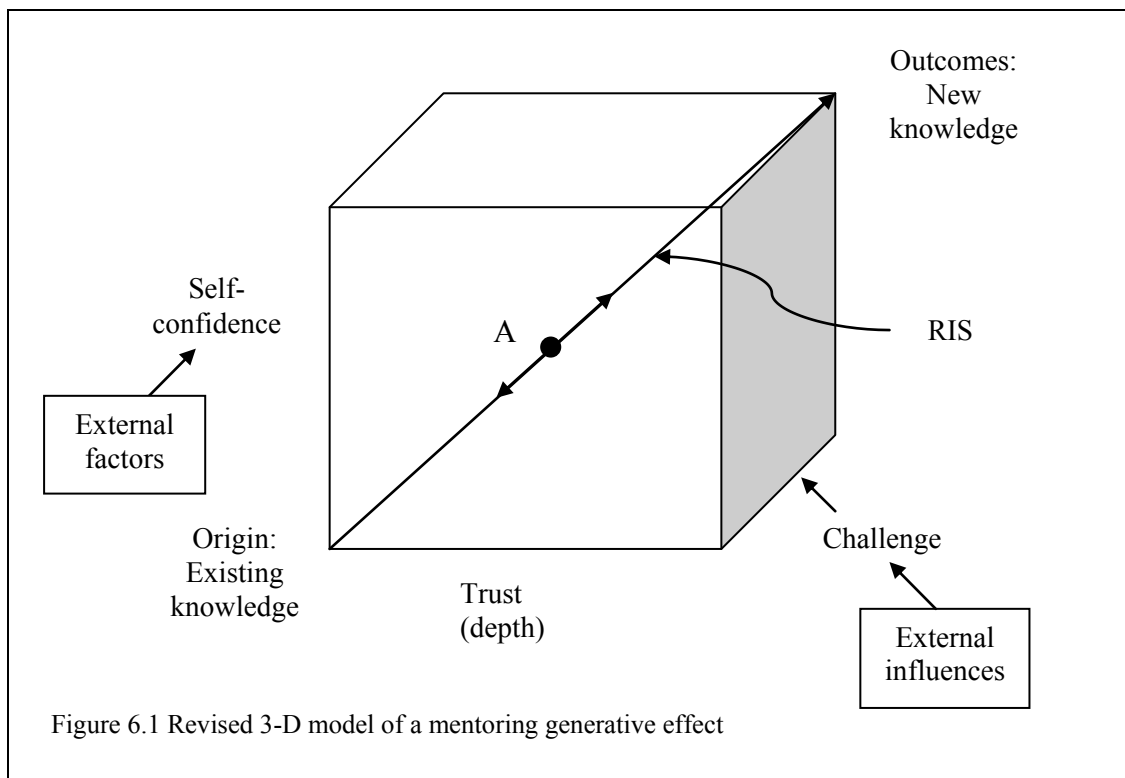 Outcomes:
New
knowledge
Self-
confidence
A
RIS
External
factors
Origin:
Existing
knowledge
Trust
(depth)
Challenge
External
influences
Figure 6.1 Revised 3-D model of a mentoring generative effect